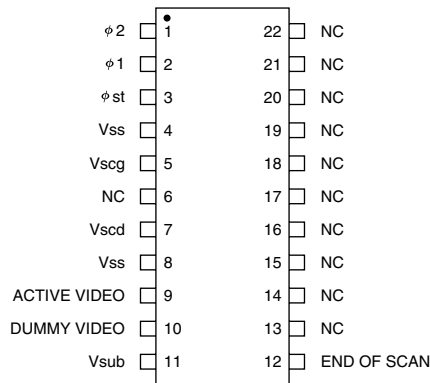 φ2 1 22 NC
φ1 2 21 NC
φst 3 20 NC
Vss 4 19 NC
Vscg 5 18 NC
NC 6 17 NC
Vscd 7 16 NC
Vss 8 15 NC
ACTIVE VIDEO 9 14 NC
DUMMY VIDEO 10 13 NC
Vsub 11 12 END OF SCAN